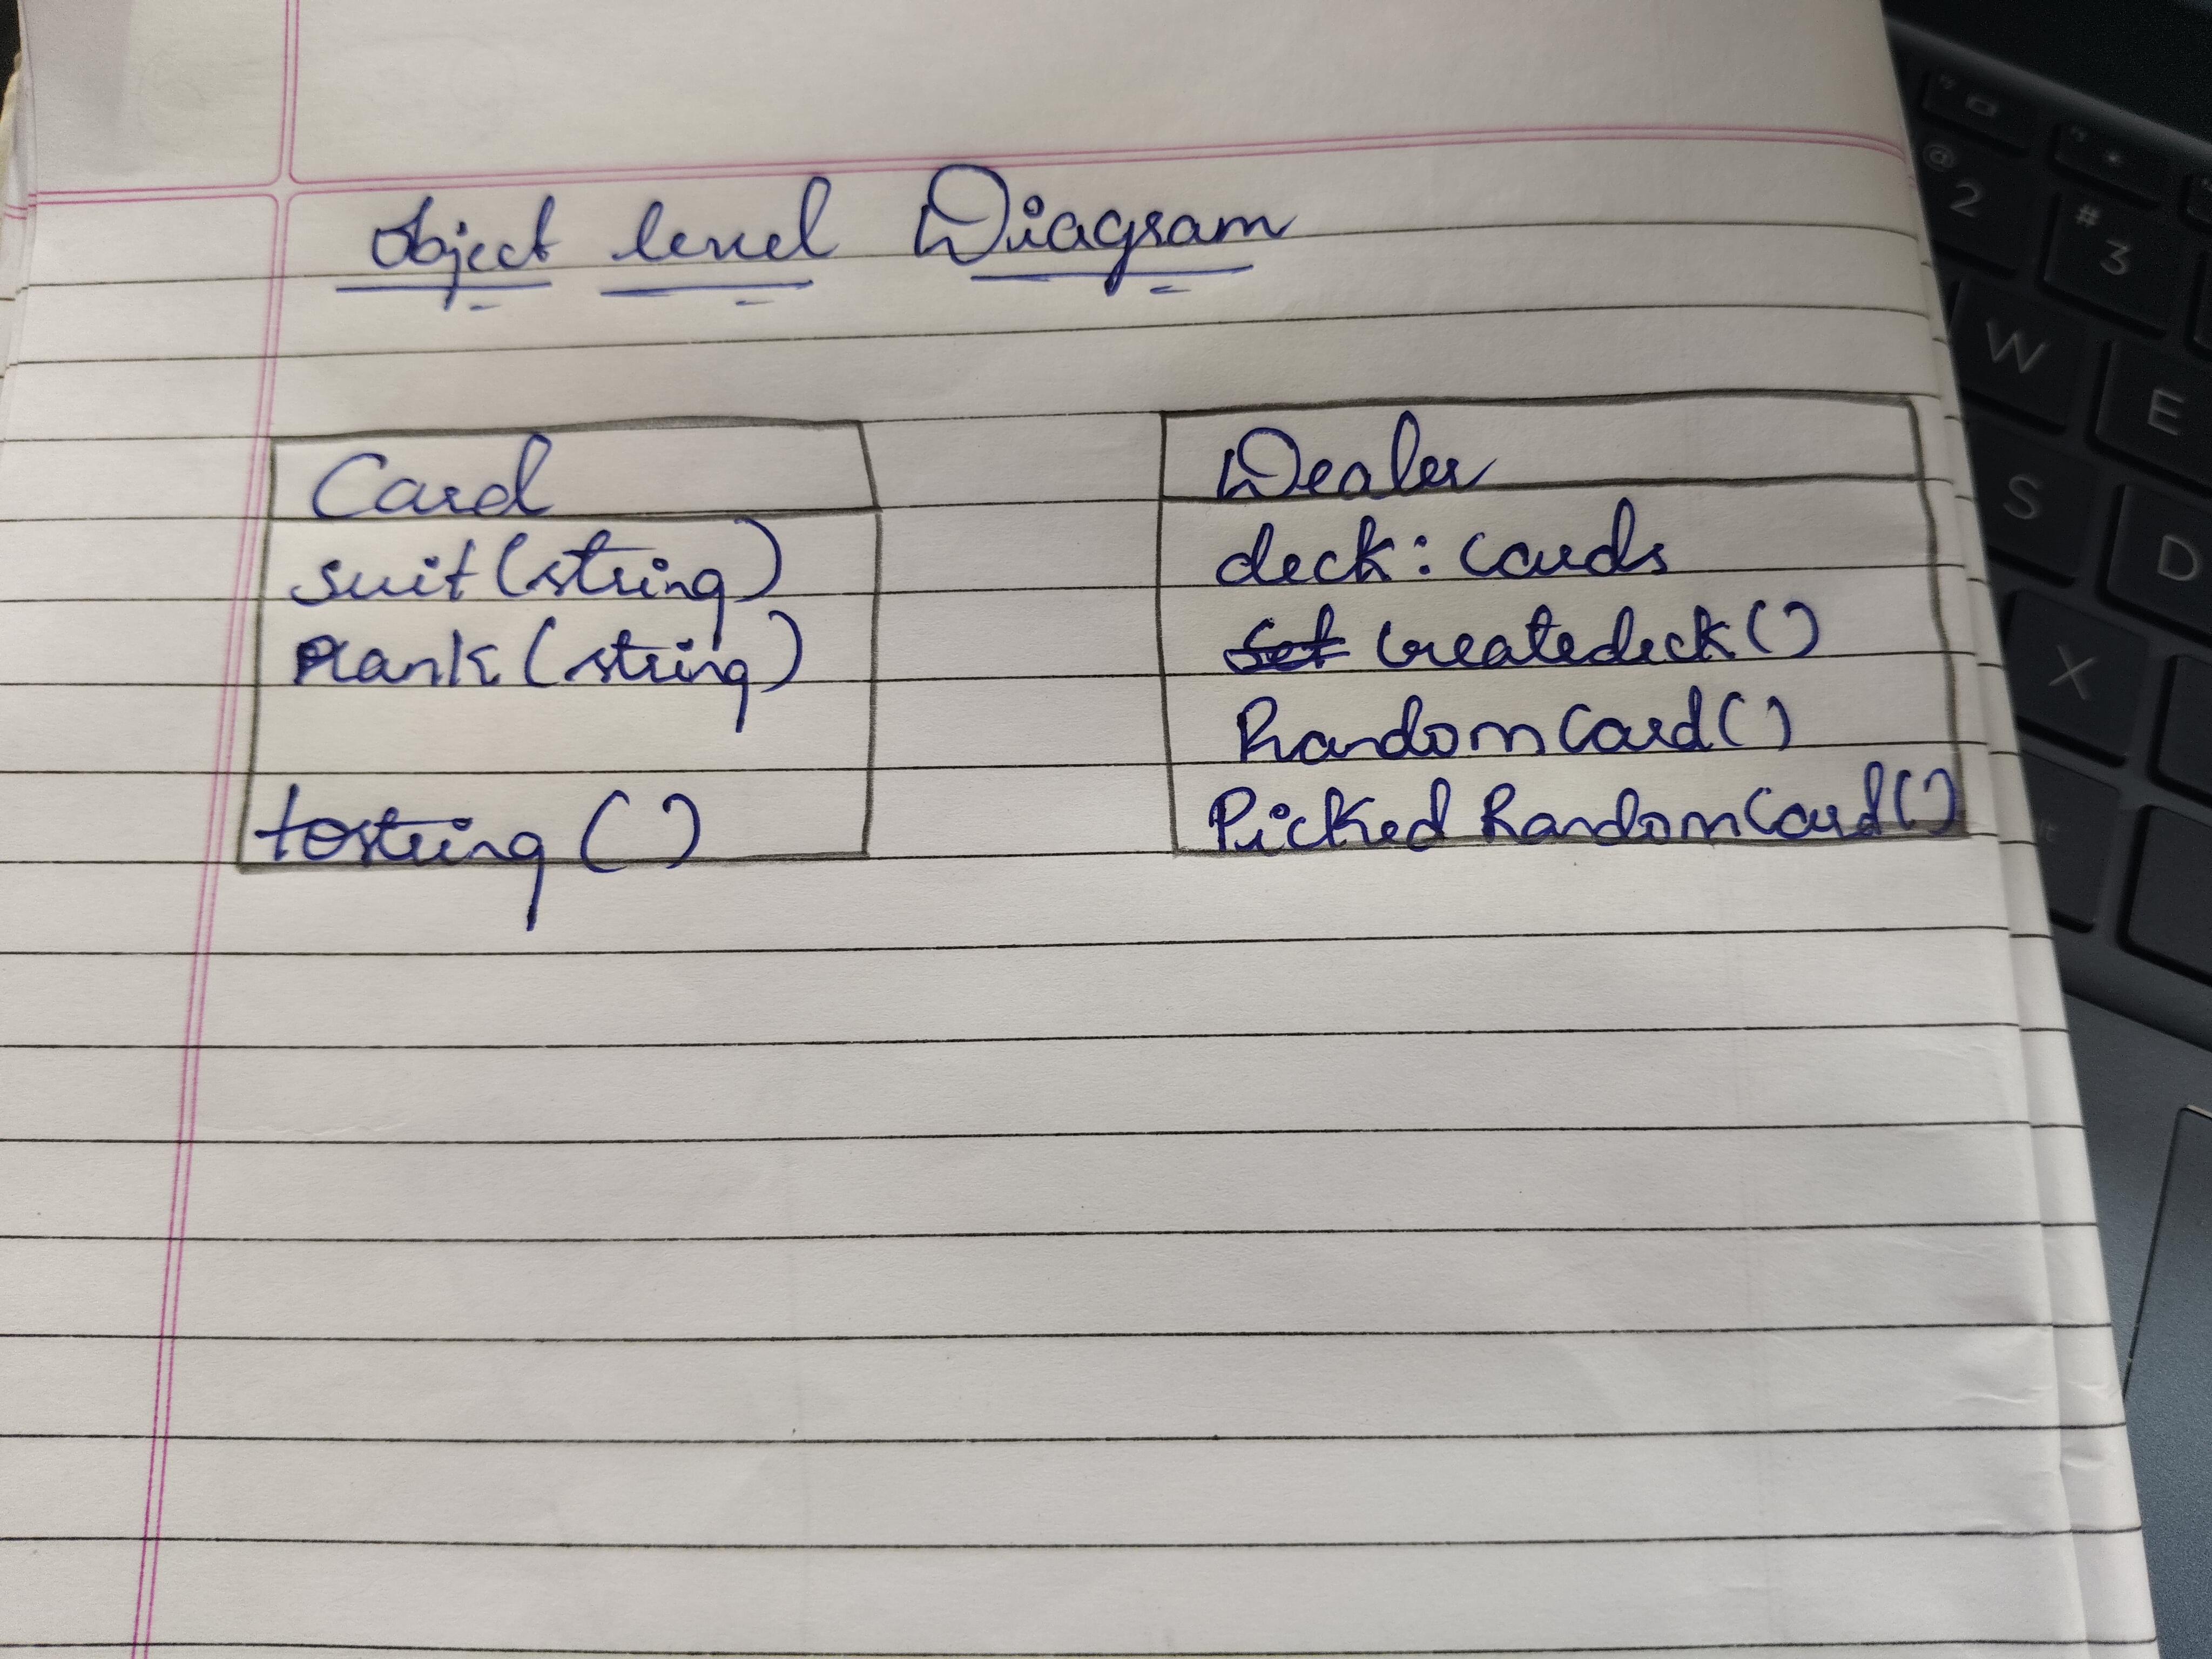 Object level Diagram
Card
suit (string)
Rank (string)
tostring ()
Dealer
deck : cards
Set Createdeck ()
RandomCard ()
Picked RandomCard ()
@
2
#
3
W
E
S
D
X